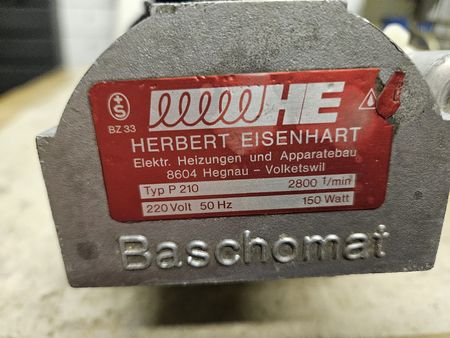 HE
S
BZ 33
HERBERT EISENHART
Elektr. Heizungen und Apparatebau
8604 Hegnau - Volketswil
Typ P 210 2800 1/min
220 Volt 50 Hz 150 Watt
Baschomat